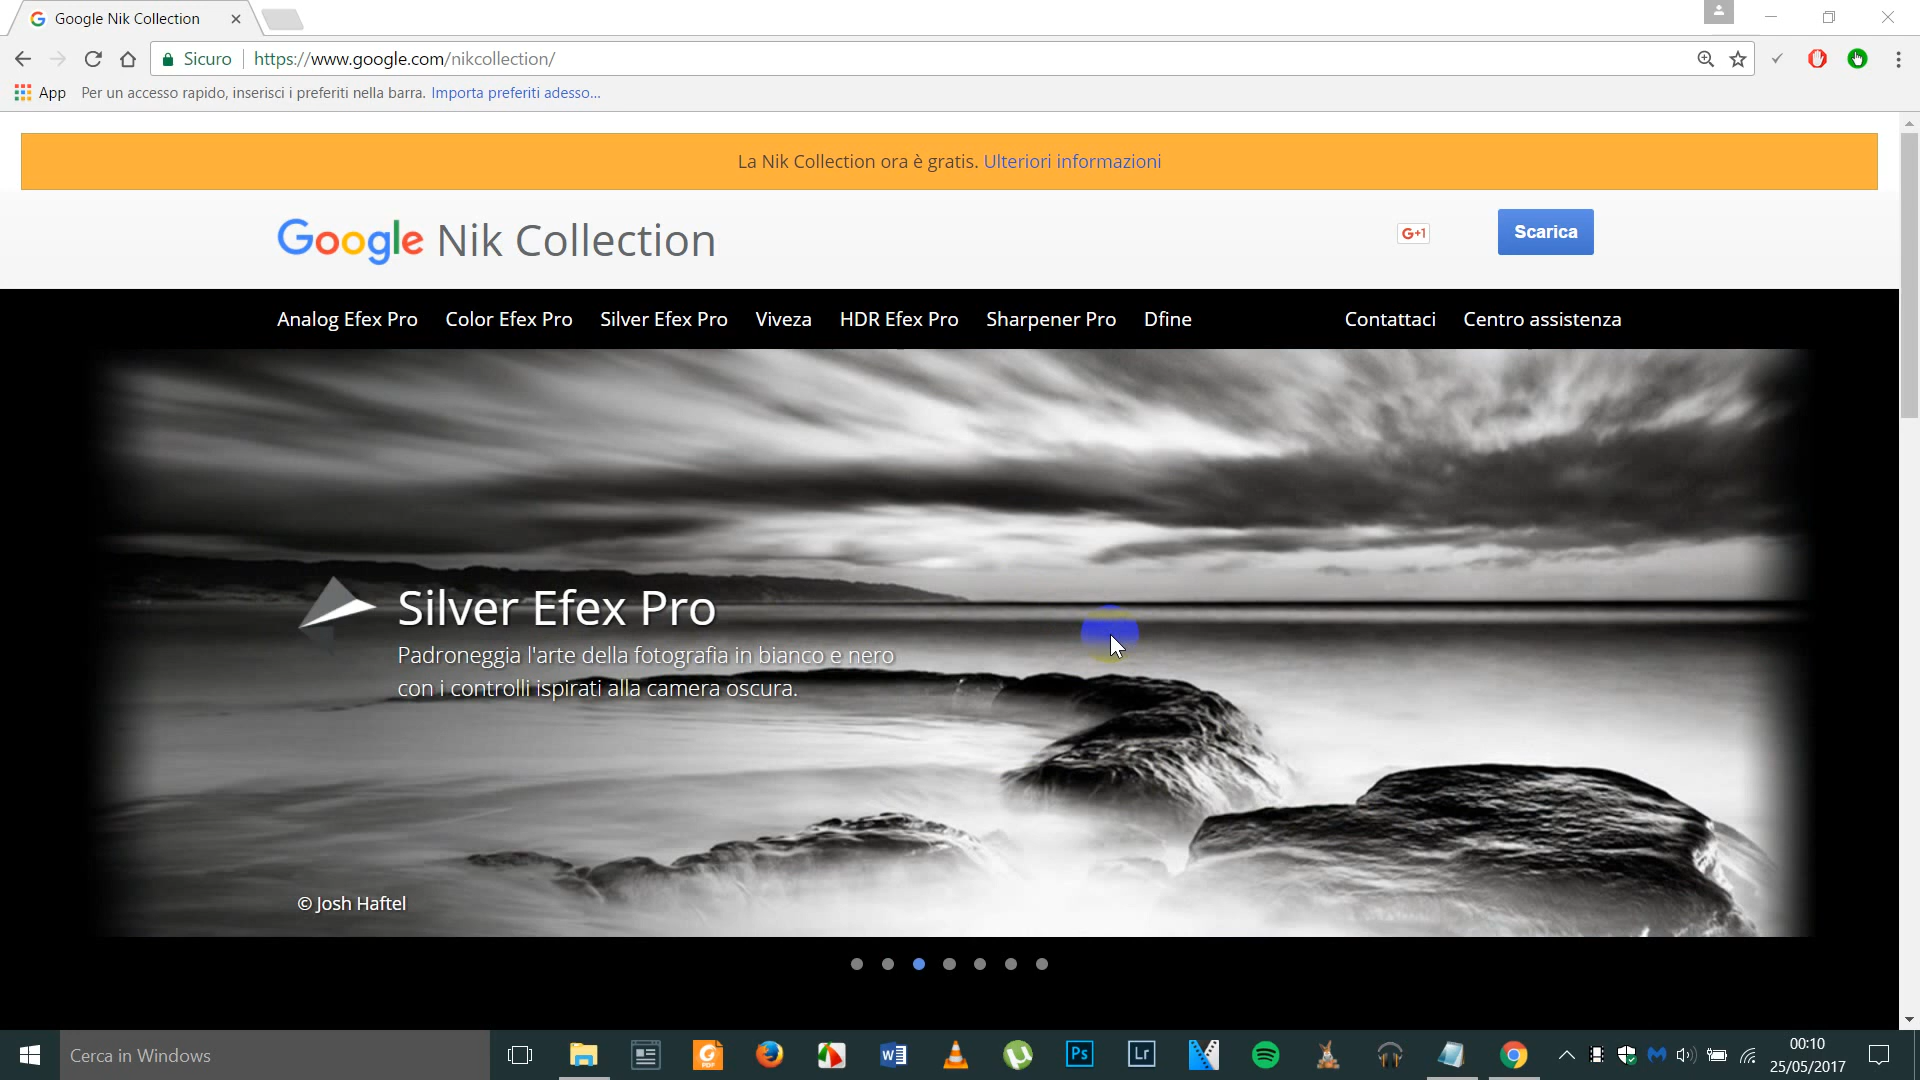 Google Nik Collection
Sicuro
https://www.google.com/nikcollection/
App Per un accesso rapido, inserisci i preferiti nella barra. Importa preferiti adesso...
La Nik Collection ora è gratis. Ulteriori informazioni
Google Nik Collection
G+1
Scarica
Analog Efex Pro Color Efex Pro Silver Efex Pro Viveza HDR Efex Pro Sharpener Pro Dfine Contattaci Centro assistenza
Silver Efex Pro
Padroneggia l'arte della fotografia in bianco e nero
con i controlli ispirati alla camera oscura.
© Josh Haftel
Cerca in Windows
PDF
Ps
Lr
00:10
25/05/2017